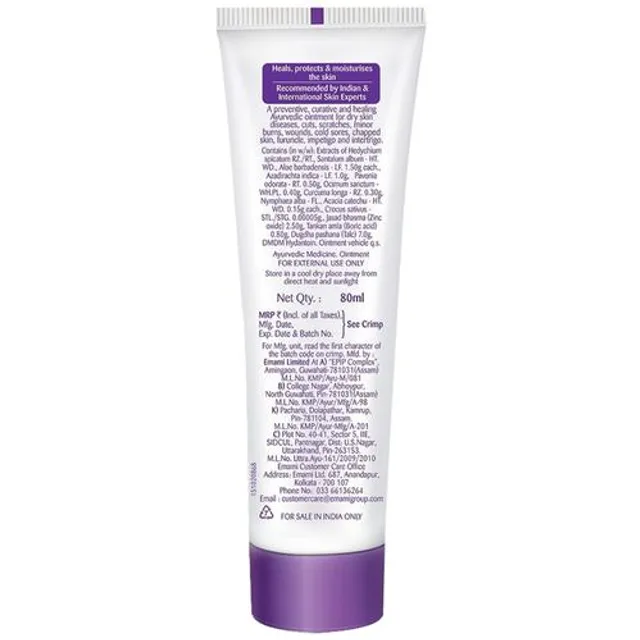 Heals, protects & moisturises
the skin
Recommended by Indian &
International Skin Experts
A preventive, curative and healing
Ayurvedic ointment for dry skin
diseases, cuts, scratches, minor
burns, wounds, cold sores, chapped
skin, furuncle, impetigo and intertrigo.
Contains (in w/w): Extracts of Hedychium
spicatum RZ./RT., Santalum album - HT.
WD., Aloe barbadensis - LF. 1.50g each.,
Azadirachta indica - LF. 1.0g, Pavonia
odorata - RT. 0.50g, Ocimum sanctum -
WH.PL. 0.40g, Curcuma longa - RZ. 0.30g,
Nymphaea alba - FL., Acacia catechu - HT.
WD. 0.15g each., Crocus sativus -
STL./STG. 0.00005g., Jasad bhasma (Zinc
oxide) 2.50g, Tankan amla (Boric acid)
0.80g, Dugdha pashana (Talc) 7.0g,
DMDM Hydantoin. Ointment vehicle q.s.
Ayurvedic Medicine. Ointment
FOR EXTERNAL USE ONLY
Store in a cool dry place away from
direct heat and sunlight
Net Qty. : 80ml
MRP ₹ (Incl. of all Taxes),
Mfg. Date, See Crimp
Exp. Date & Batch No.
For Mfg. unit, read the first character of
the batch code on crimp. Mfd. by :
Emami Limited At A) "EPIP Complex",
Amingaon, Guwahati-781031(Assam)
M.L.No. KMP/Ayu-M/081
B) College Nagar, Abhoypur,
North Guwahati, Pin-781031(Assam)
M.L.No. KMP/Ayur/Mfg/A-98
K) Pacharia, Dolapathar, Kamrup,
Pin-781104, Assam.
M.L.No. KMP/Ayur-Mfg/A-201
C) Plot No. 40-41, Sector 5, IIE,
SIDCUL, Pantnagar, Dist. U.S.Nagar,
Uttarakhand, Pin-263153.
M.L.No. Uttra.Ayu-161/2009/2010
Emami Customer Care Office
Address: Emami Ltd. 687, Anandapur,
Kolkata - 700 107
Phone No: 033 66136264
Email : customercare@emamigroup.com
FOR SALE IN INDIA ONLY